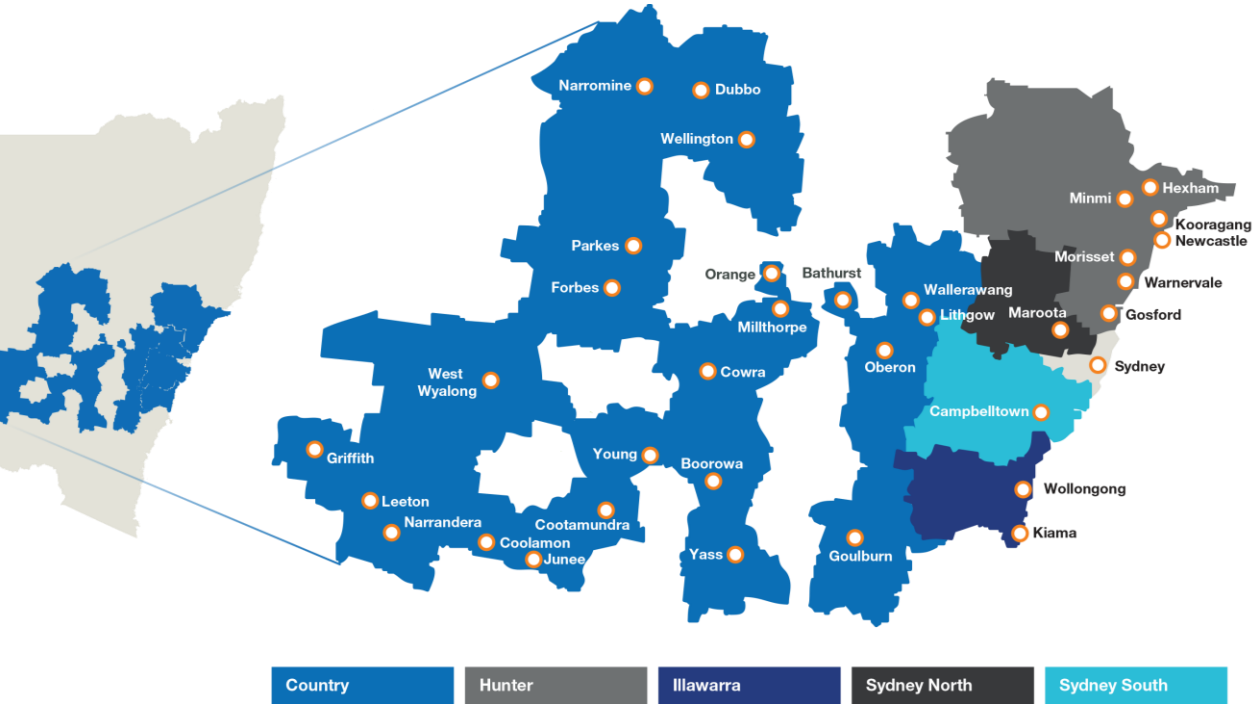 Narromine
Dubbo
Wellington
Hexham
Minmi
Kooragang
Newcastle
Parkes
Morisset
Orange
Bathurst
Forbes
Warnervale
Wallerawang
Millthorpe
Lithgow
Maroota
Gosford
Oberon
Sydney
West
Wyalong
Cowra
Campbelltown
Griffith
Young
Boorowa
Leeton
Wollongong
Narrandera
Cootamundra
Coolamon
Kiama
Junee
Yass
Goulburn
Country
Hunter
Illawarra
Sydney North
Sydney South